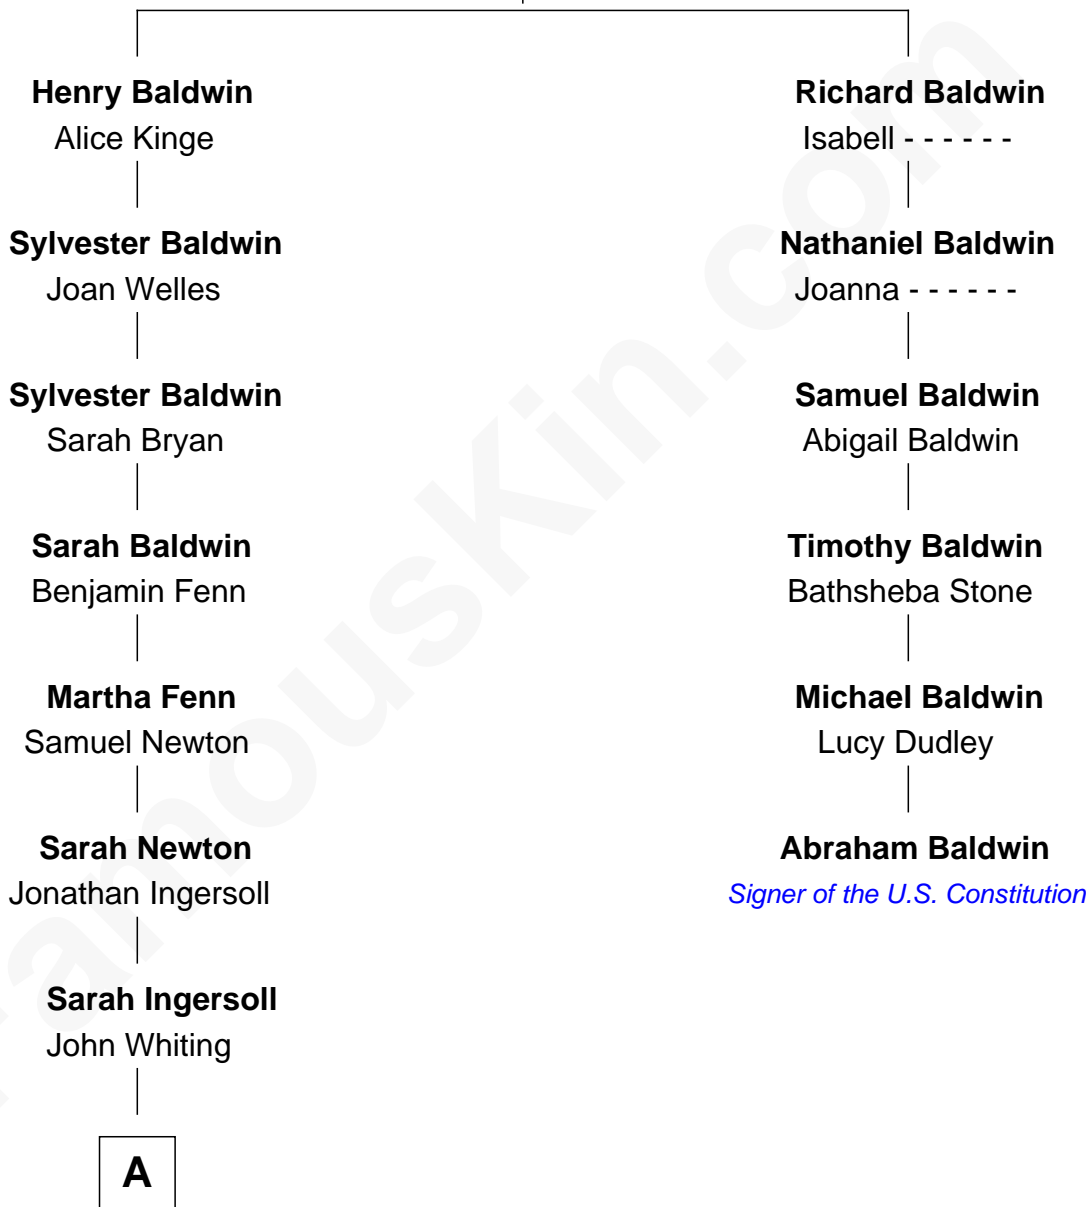 Henry Baldwin
Alice Kinge
Richard Baldwin
Isabell - - - - - -
Sylvester Baldwin
Joan Welles
Nathaniel Baldwin
Joanna - - - - - -
Sylvester Baldwin
Sarah Bryan
Samuel Baldwin
Abigail Baldwin
Sarah Baldwin
Benjamin Fenn
Timothy Baldwin
Bathsheba Stone
Martha Fenn
Samuel Newton
Michael Baldwin
Lucy Dudley
Sarah Newton
Jonathan Ingersoll
Abraham Baldwin
Signer of the U.S. Constitution
Sarah Ingersoll
John Whiting
A
FamousKin.com